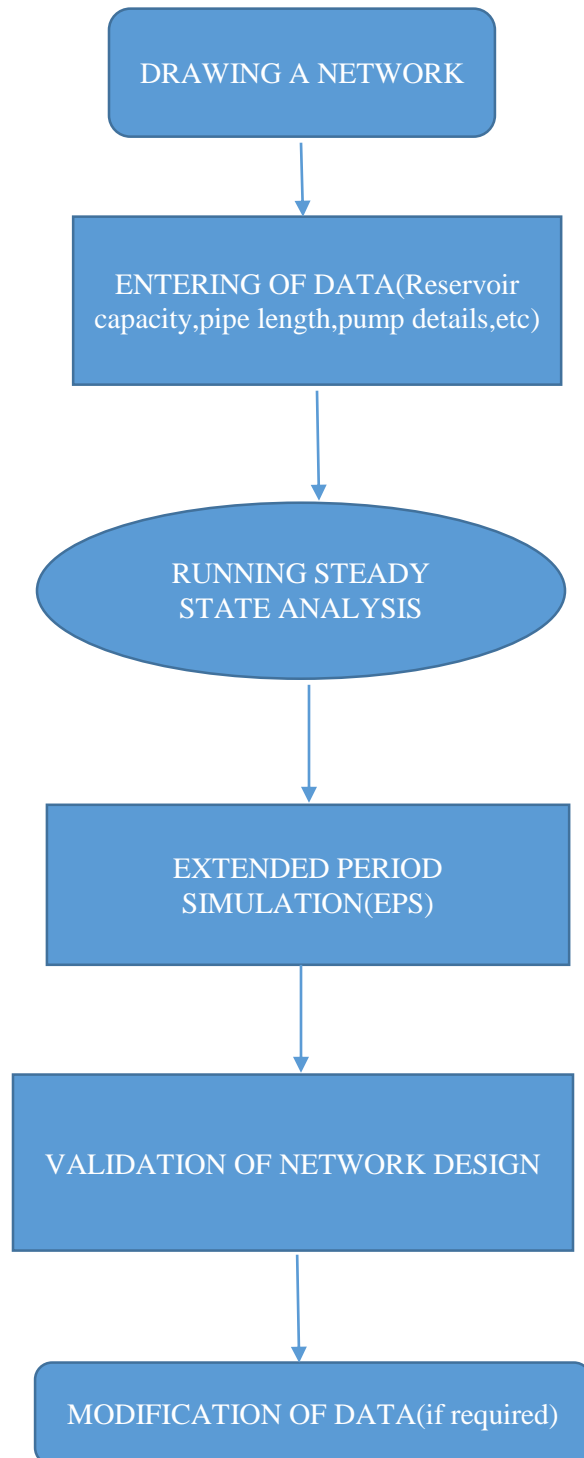 DRAWING A NETWORK
ENTERING OF DATA(Reservoir
capacity,pipe length,pump details,etc)
RUNNING STEADY
STATE ANALYSIS
EXTENDED PERIOD
SIMULATION(EPS)
VALIDATION OF NETWORK DESIGN
MODIFICATION OF DATA(if required)